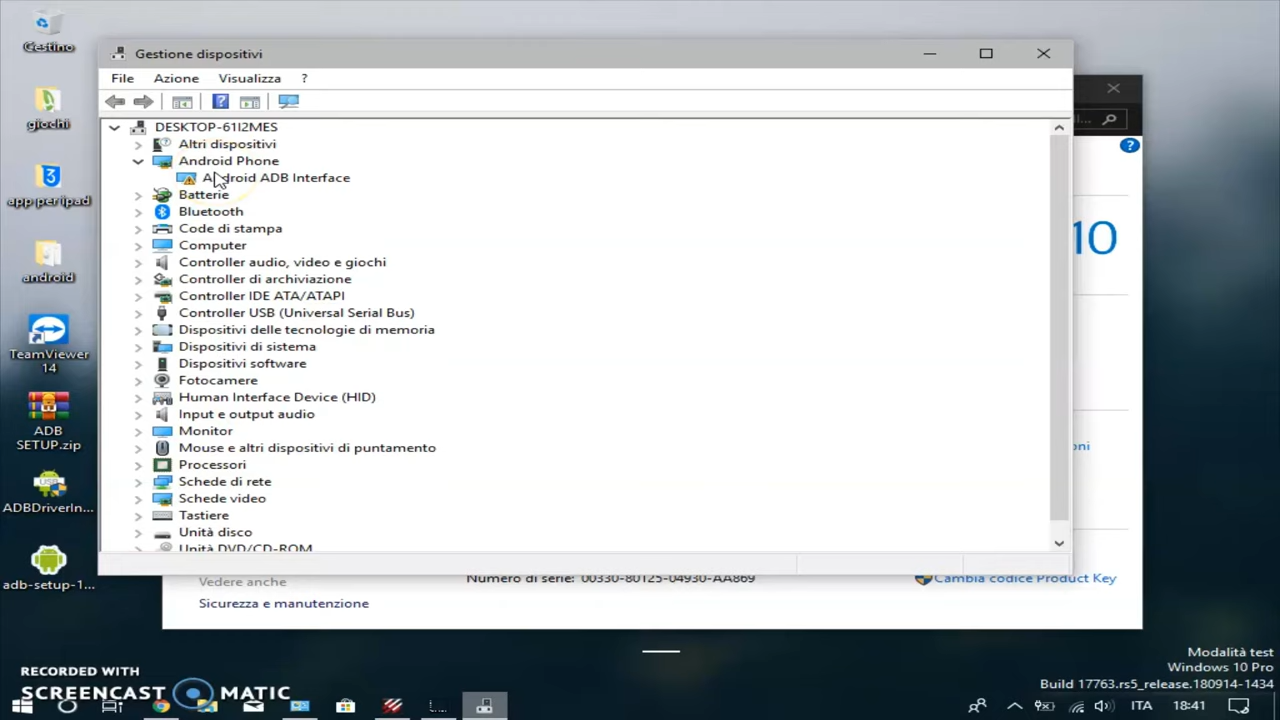 Cestino
giochi
app per ipad
android
TeamViewer
14
ADB
SETUP.zip
ADBDriverIn...
adb-setup-1...
Gestione dispositivi
File Azione Visualizza ?
DESKTOP-61I2MES
Altri dispositivi
Android Phone
Android ADB Interface
Batterie
Bluetooth
Code di stampa
Computer
Controller audio, video e giochi
Controller di archiviazione
Controller IDE ATA/ATAPI
Controller USB (Universal Serial Bus)
Dispositivi delle tecnologie di memoria
Dispositivi di sistema
Dispositivi software
Fotocamere
Human Interface Device (HID)
Input e output audio
Monitor
Mouse e altri dispositivi di puntamento
Processori
Schede di rete
Schede video
Tastiere
Unità disco
Unità DVD/CD-ROM
10
oni
Vedere anche
Numero di serie: 00330-80125-04930-AA869
Cambia codice Product Key
Sicurezza e manutenzione
Modalità test
Windows 10 Pro
Build 17763.rs5_release.180914-1434
RECORDED WITH
SCREENCAST MATIC
ITA 18:41